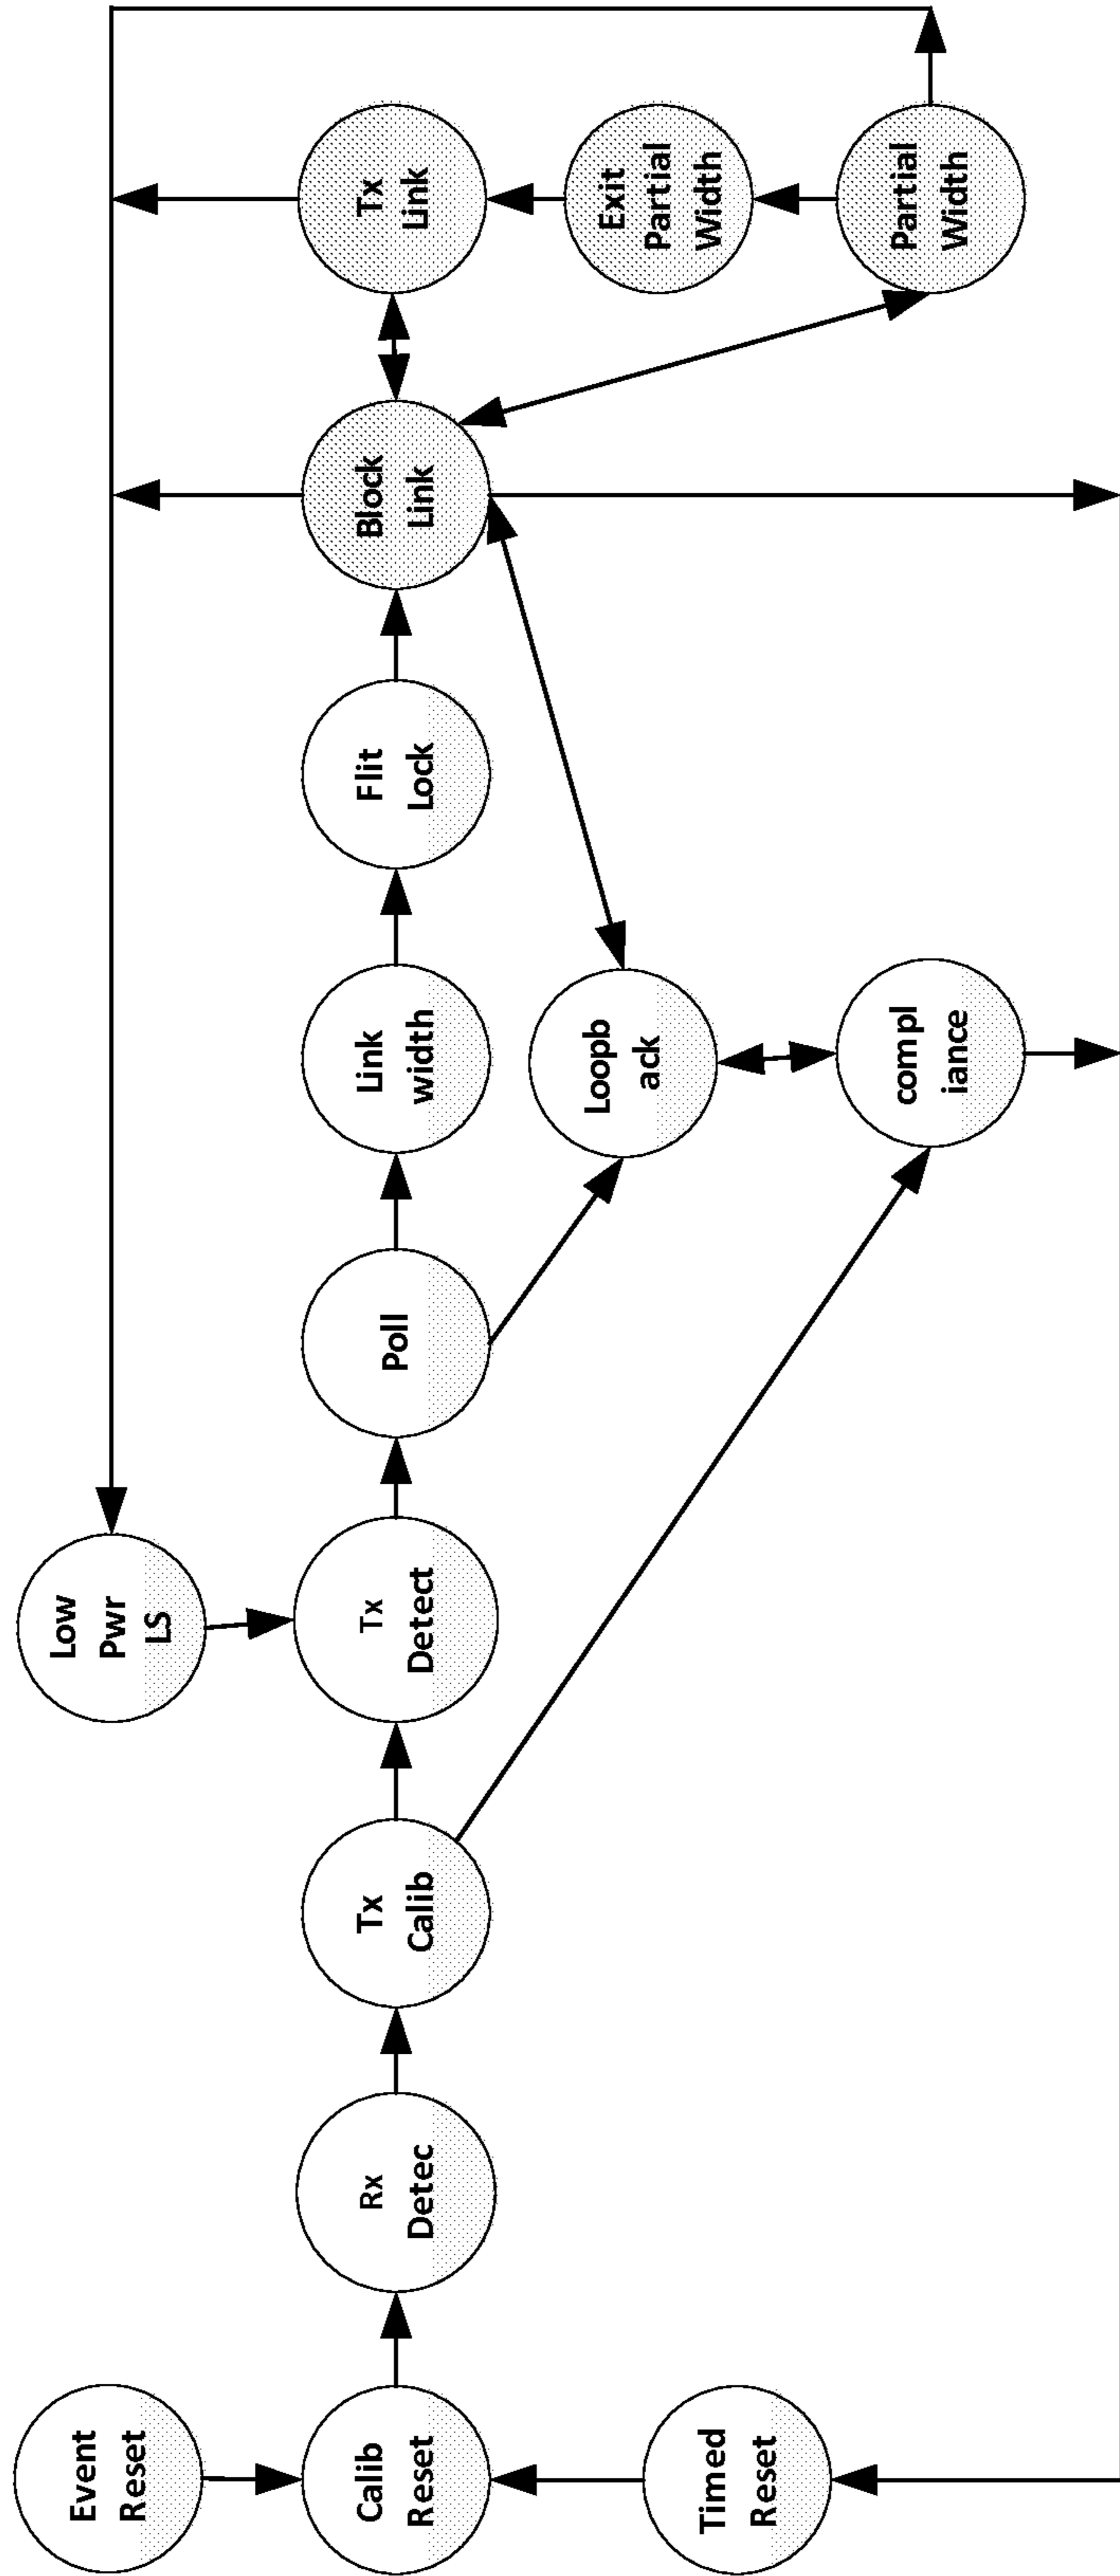 Event
Reset
Calib
Reset
Timed
Reset
Rx
Detec
Tx
Calib
Low
Pwr
LS
Tx
Detect
Poll
Link
width
Loopb
ack
compl
iance
Flit
Lock
Block
Link
Tx
Link
Exit
Partial
Width
Partial
Width